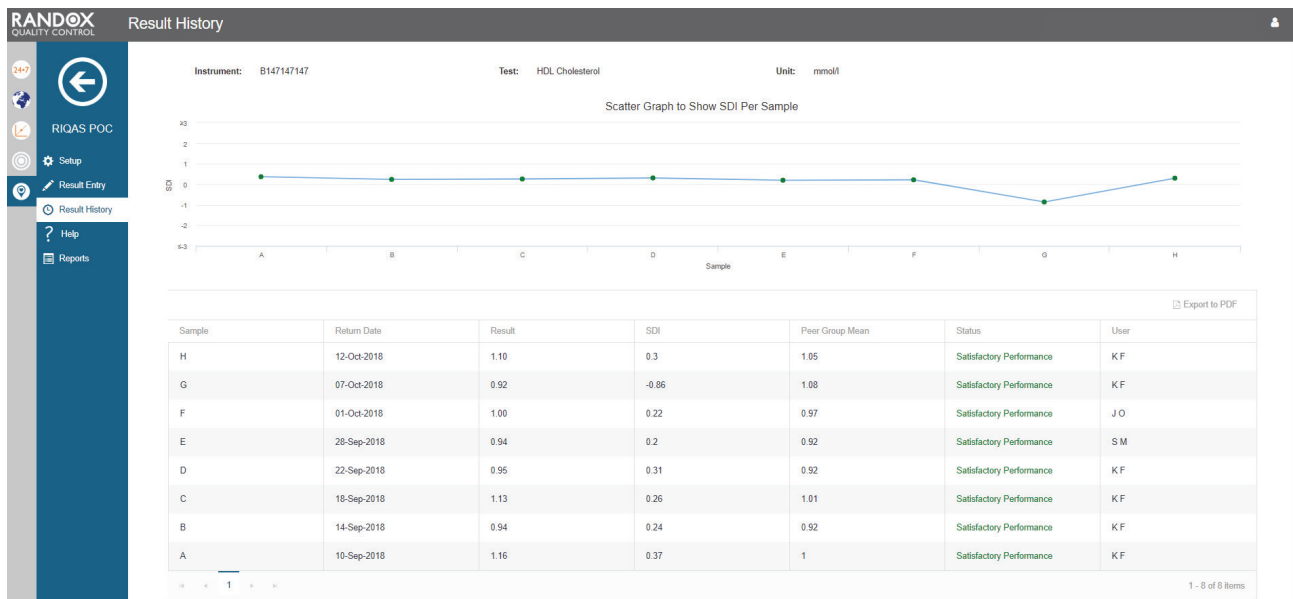 RANDOX
QUALITY CONTROL
Result History
24•7
RIQAS POC
Setup
Result Entry
Result History
Help
Reports
Instrument: B147147147 Test: HDL Cholesterol Unit: mmol/l
Scatter Graph to Show SDI Per Sample
≥3
2
1
0
-1
-2
≤-3
SDI
A B C D E F G H
Sample
Export to PDF
Sample Return Date Result SDI Peer Group Mean Status User
H 12-Oct-2018 1.10 0.3 1.05 Satisfactory Performance K F
G 07-Oct-2018 0.92 -0.86 1.08 Satisfactory Performance K F
F 01-Oct-2018 1.00 0.22 0.97 Satisfactory Performance J O
E 28-Sep-2018 0.94 0.2 0.92 Satisfactory Performance S M
D 22-Sep-2018 0.95 0.31 0.92 Satisfactory Performance K F
C 18-Sep-2018 1.13 0.26 1.01 Satisfactory Performance K F
B 14-Sep-2018 0.94 0.24 0.92 Satisfactory Performance K F
A 10-Sep-2018 1.16 0.37 1 Satisfactory Performance K F
1
1 - 8 of 8 items